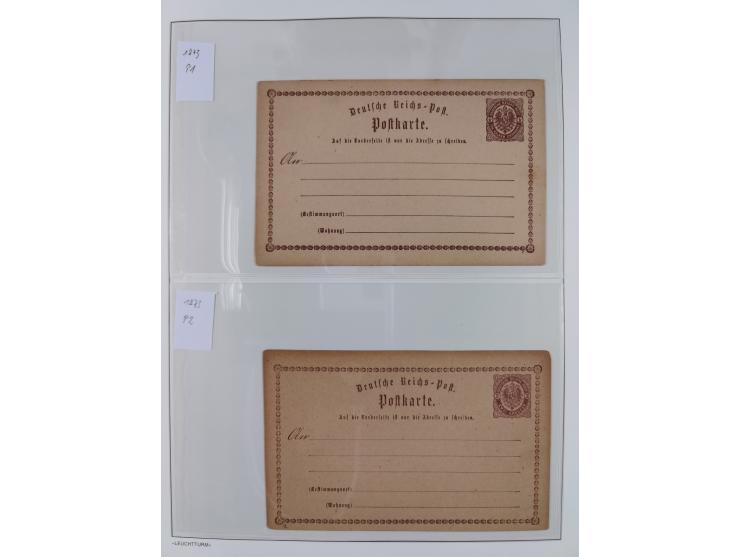 1873
P1
Deutsche Reichs-Post.
Postkarte.
Auf die Vorderseite ist nur die Adresse zu schreiben.
An
(Bestimmungsort)
(Wohnung)
1873
P2
Deutsche Reichs-Post.
Postkarte.
Auf die Vorderseite ist nur die Adresse zu schreiben.
An
(Bestimmungsort)
(Wohnung)
»LEUCHTTURM«